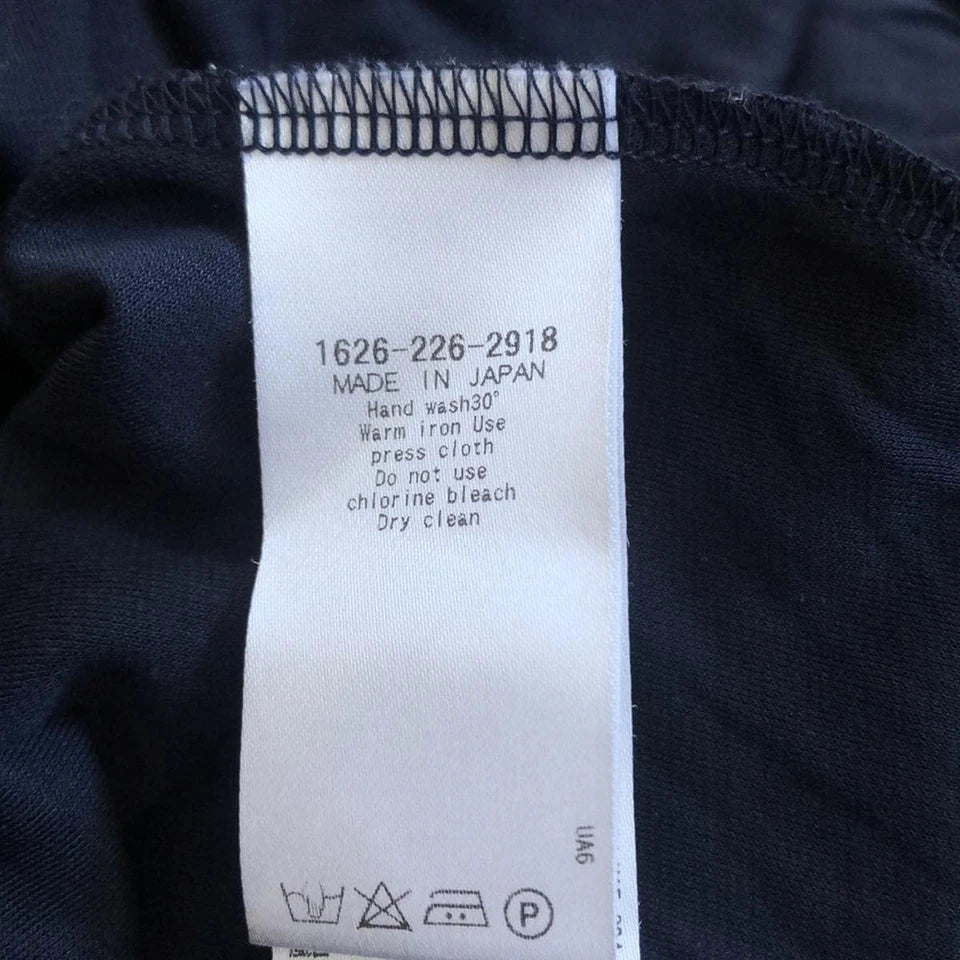 1626-226-2918
MADE IN JAPAN
Hand wash30°
Warm iron Use
press cloth
Do not use
chlorine bleach
Dry clean
UA6
P